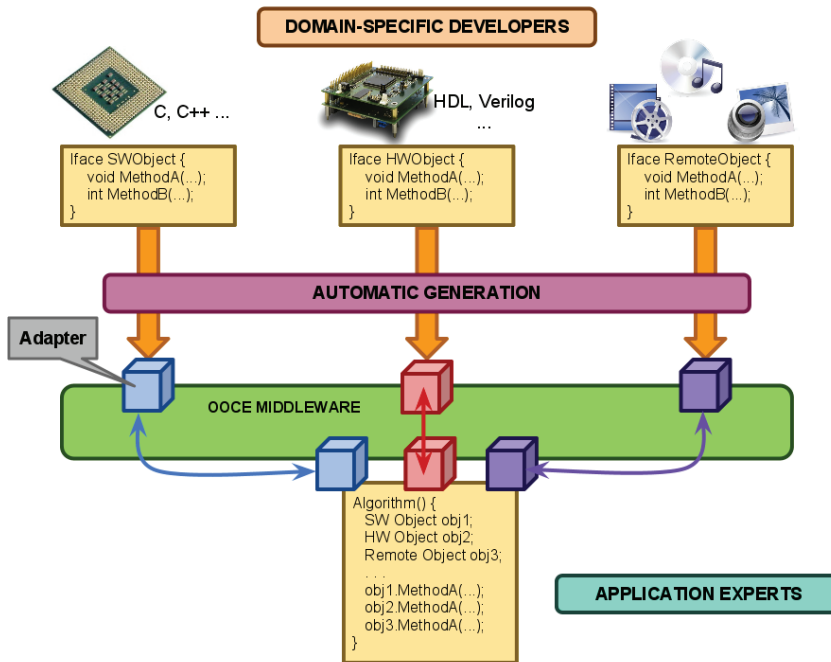 DOMAIN-SPECIFIC DEVELOPERS
C, C++ ...
HDL, Verilog
...
Iface SWObject {
void MethodA(...);
int MethodB(...);
}
Iface HWObject {
void MethodA(...);
int MethodB(...);
}
Iface RemoteObject {
void MethodA(...);
int MethodB(...);
}
AUTOMATIC GENERATION
Adapter
OOCE MIDDLEWARE
Algorithm() {
SW Object obj1;
HW Object obj2;
Remote Object obj3;
. . .
obj1.MethodA(...);
obj2.MethodA(...);
obj3.MethodA(...);
}
APPLICATION EXPERTS